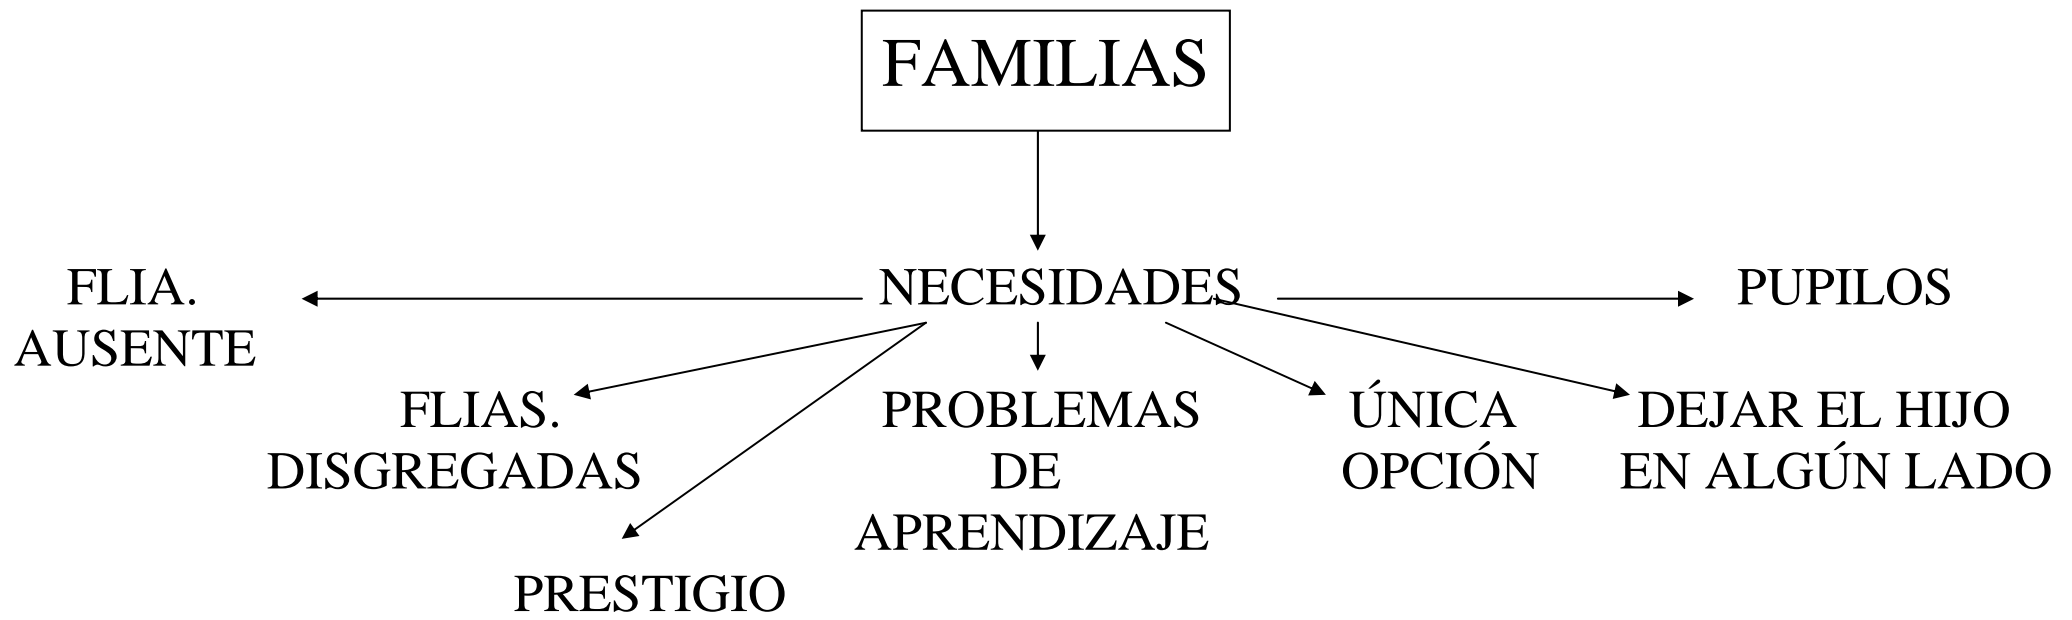 FAMILIAS
FLIA.
AUSENTE
NECESIDADES
PUPILOS
FLIAS.
DISGREGADAS
PROBLEMAS
DE
APRENDIZAJE
ÚNICA
OPCIÓN
DEJAR EL HIJO
EN ALGÚN LADO
PRESTIGIO